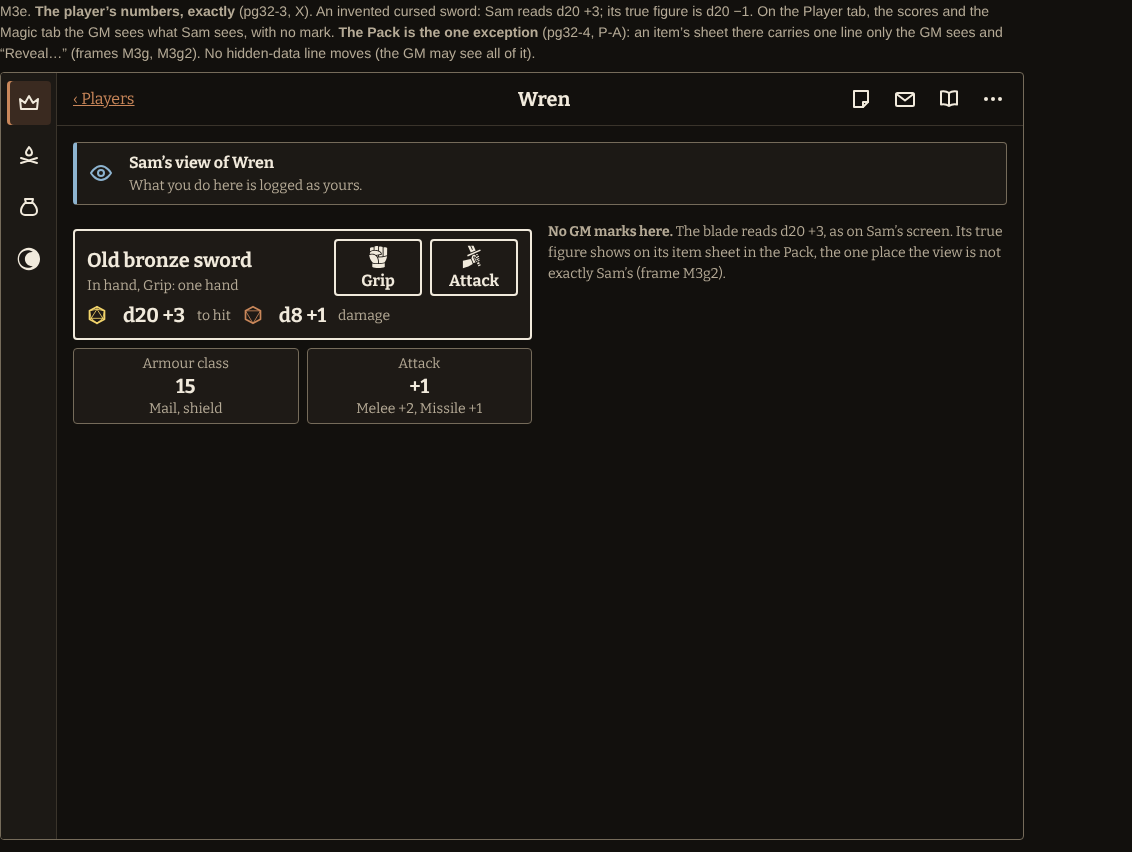 M3e. The player's numbers, exactly (pg32-3, X). An invented cursed sword: Sam reads d20 +3; its true figure is d20 −1. On the Player tab, the scores and the
Magic tab the GM sees what Sam sees, with no mark. The Pack is the one exception (pg32-4, P-A): an item's sheet there carries one line only the GM sees and
“Reveal…” (frames M3g, M3g2). No hidden-data line moves (the GM may see all of it).
‹ Players
Wren
Sam's view of Wren
What you do here is logged as yours.
Old bronze sword
In hand, Grip: one hand
Grip
Attack
d20 +3 to hit d8 +1 damage
Armour class
15
Mail, shield
Attack
+1
Melee +2, Missile +1
No GM marks here. The blade reads d20 +3, as on Sam's screen. Its true
figure shows on its item sheet in the Pack, the one place the view is not
exactly Sam's (frame M3g2).